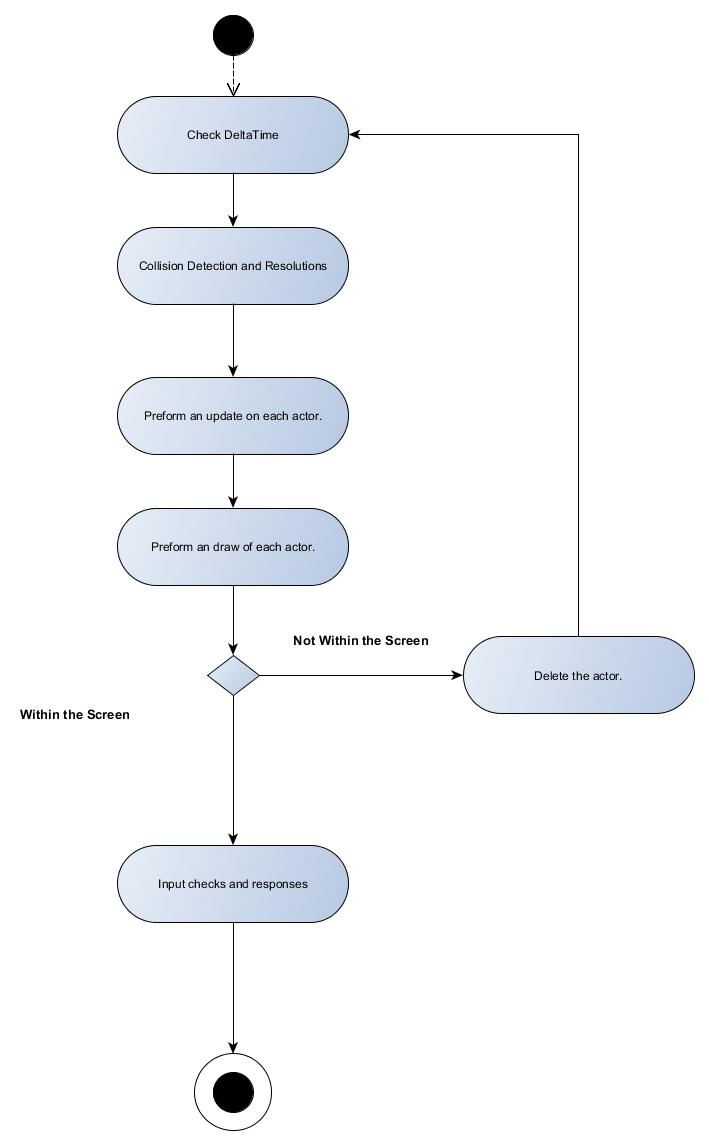 Check DeltaTime
Collision Detection and Resolutions
Preform an update on each actor.
Preform an draw of each actor.
Not Within the Screen
Delete the actor.
Within the Screen
Input checks and responses